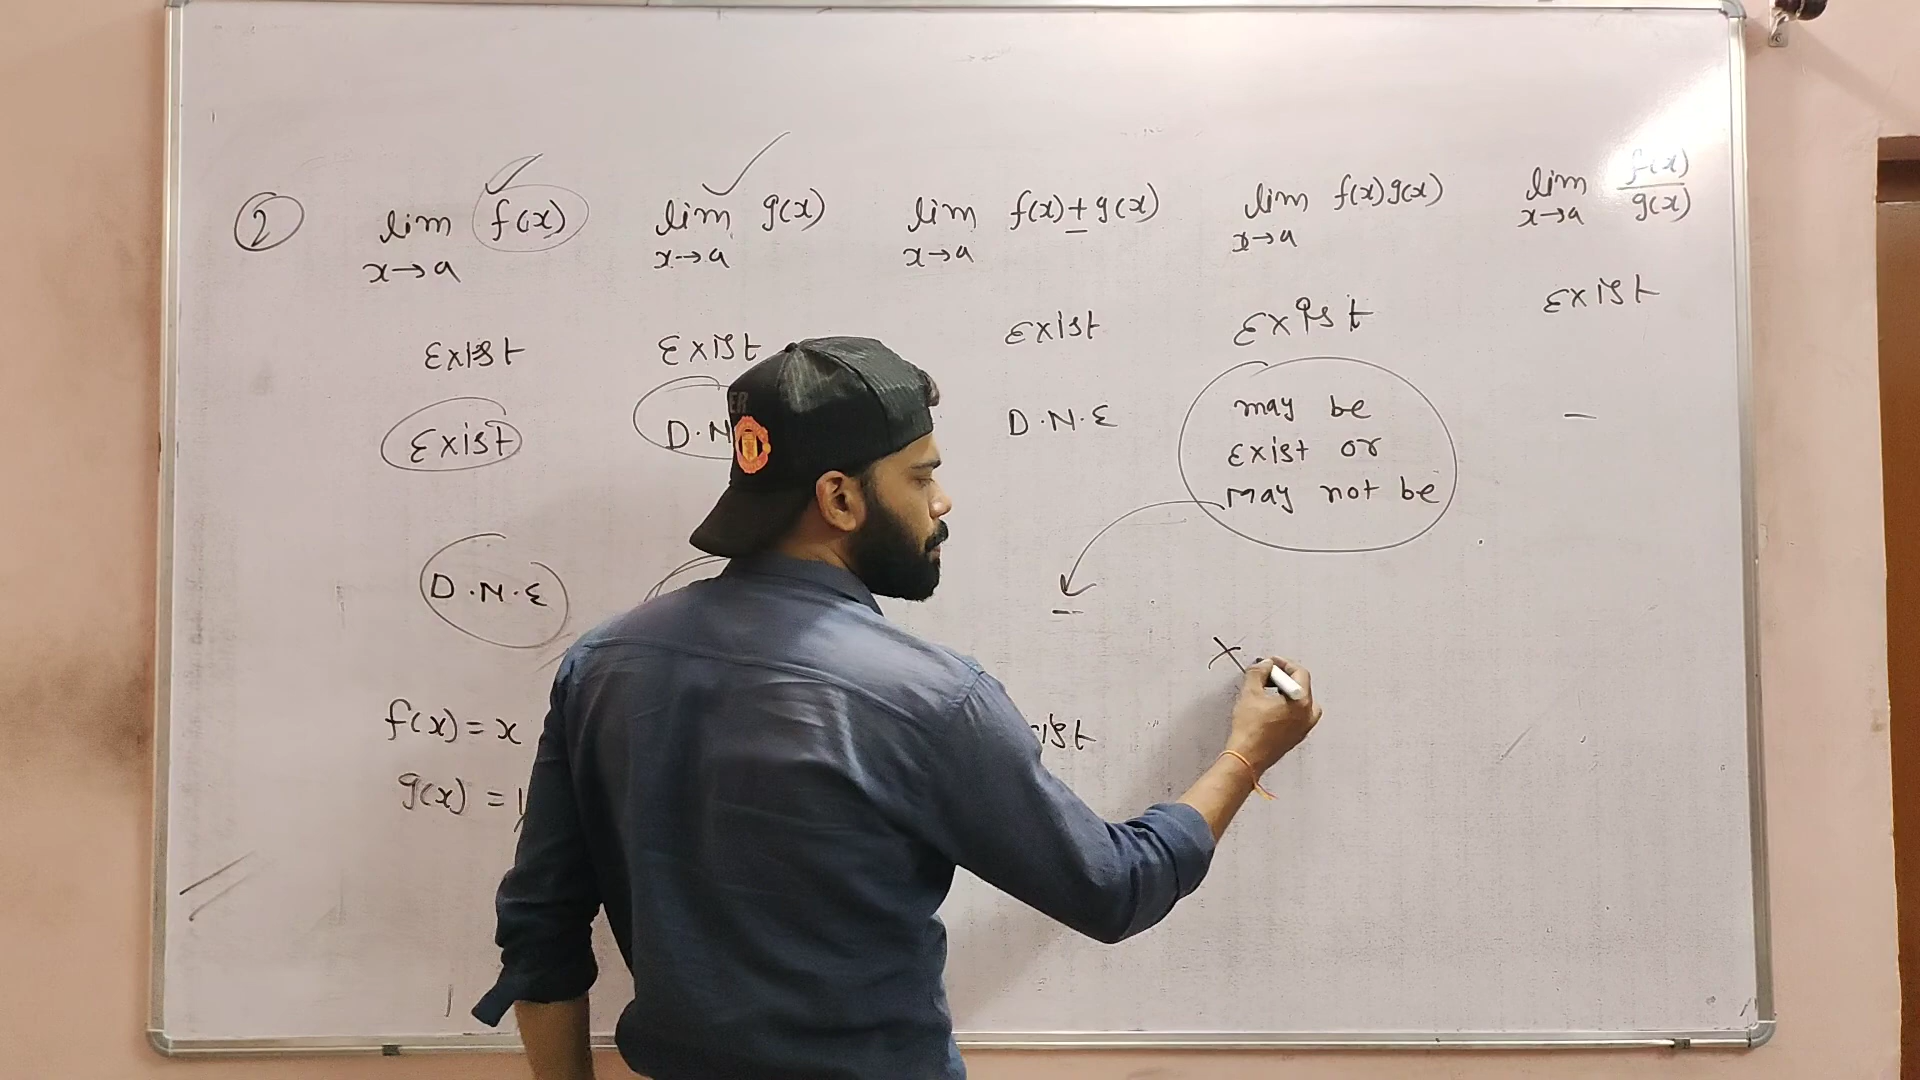 ② lim x→a f(x) lim x→a g(x) lim x→a f(x) ± g(x) lim x→a f(x)g(x) lim x→a f(x)/g(x)
Exist Exist Exist Exist Exist
Exist D.N D.N.E may be —
Exist or
May not be
D.N.E —
f(x) = x
g(x) =
ER